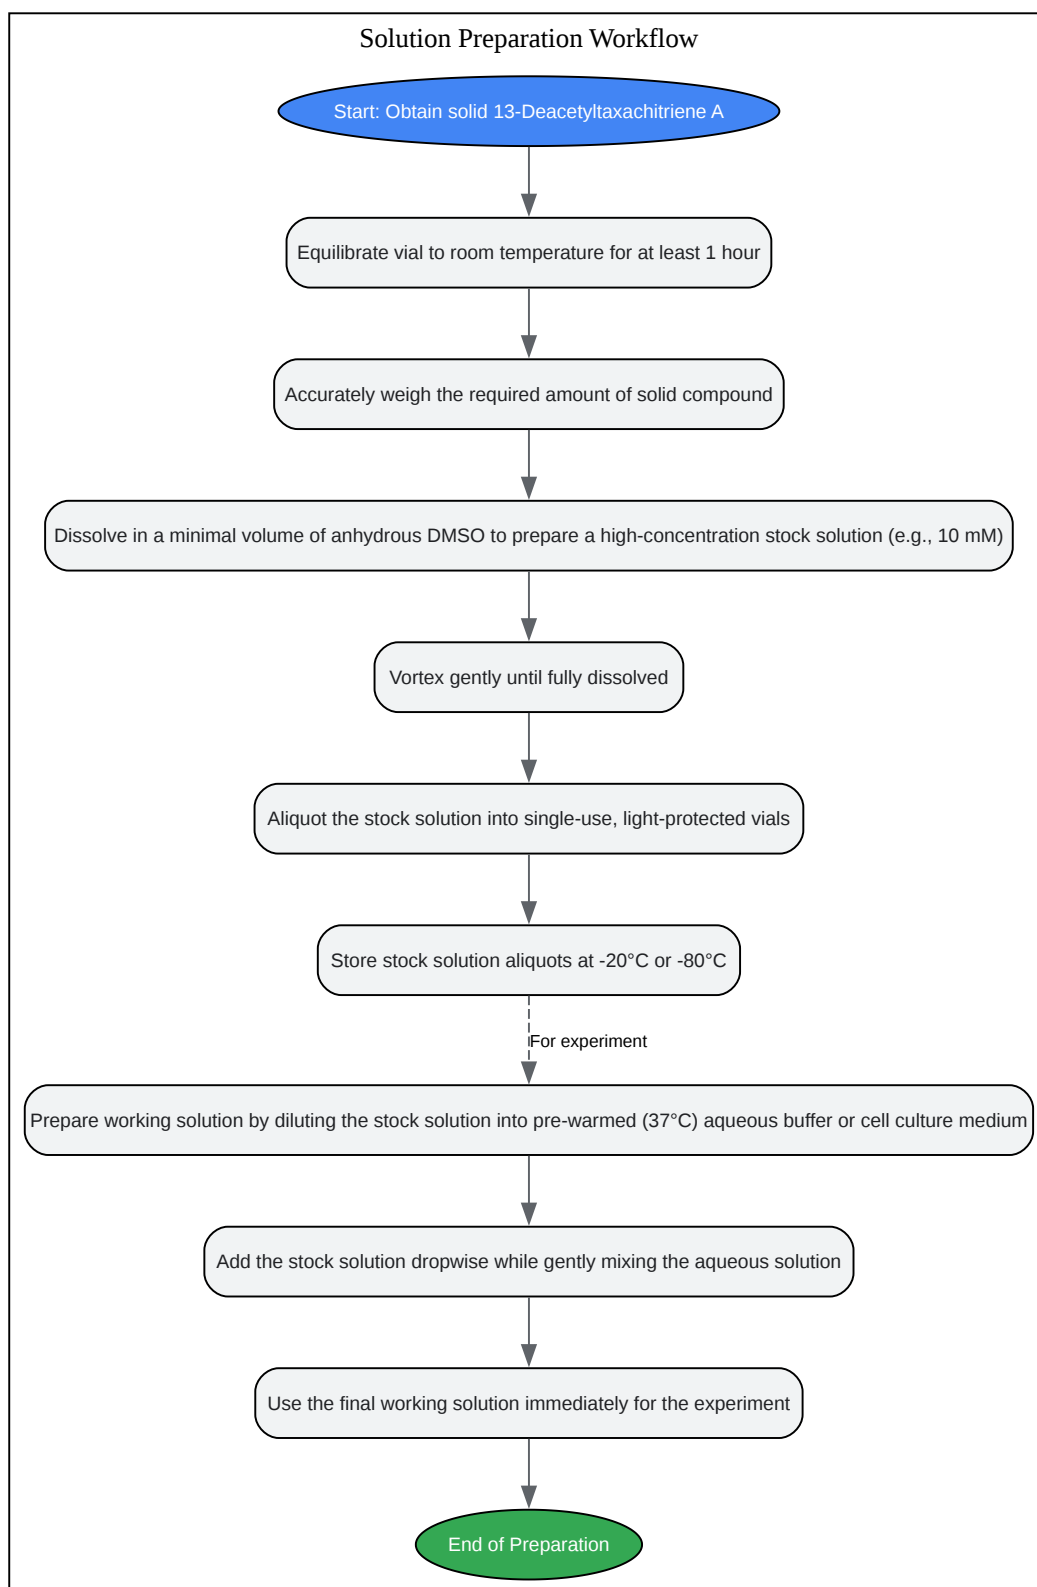 Solution Preparation Workflow
Start: Obtain solid 13-Deacetyltaxachitriene A
Equilibrate vial to room temperature for at least 1 hour
Accurately weigh the required amount of solid compound
Dissolve in a minimal volume of anhydrous DMSO to prepare a high-concentration stock solution (e.g., 10 mM)
Vortex gently until fully dissolved
Aliquot the stock solution into single-use, light-protected vials
Store stock solution aliquots at -20°C or -80°C
For experiment
Prepare working solution by diluting the stock solution into pre-warmed (37°C) aqueous buffer or cell culture medium
Add the stock solution dropwise while gently mixing the aqueous solution
Use the final working solution immediately for the experiment
End of Preparation